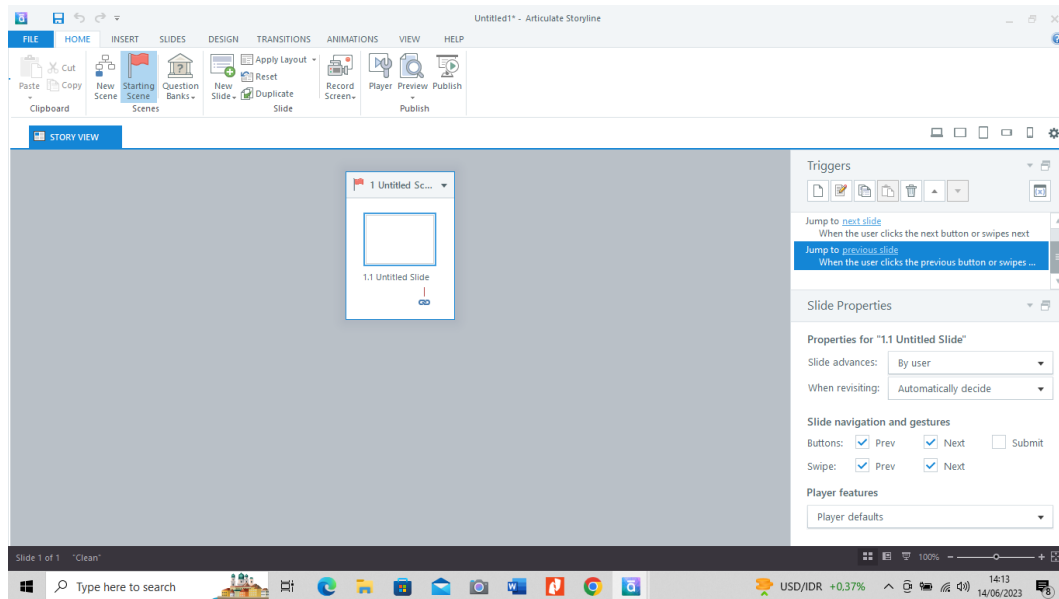 Untitled1* - Articulate Storyline
FILE HOME INSERT SLIDES DESIGN TRANSITIONS ANIMATIONS VIEW HELP
Paste
Cut
Copy
Clipboard
New Scene
Starting Scene
Question Banks
Scenes
New Slide
Apply Layout
Reset
Duplicate
Slide
Record Screen
Player
Preview
Publish
Publish
STORY VIEW
1 Untitled Sc...
1.1 Untitled Slide
Triggers
Jump to next slide
When the user clicks the next button or swipes next
Jump to previous slide
When the user clicks the previous button or swipes ...
Slide Properties
Properties for "1.1 Untitled Slide"
Slide advances: By user
When revisiting: Automatically decide
Slide navigation and gestures
Buttons: Prev Next Submit
Swipe: Prev Next
Player features
Player defaults
Slide 1 of 1 "Clean" 100%
Type here to search
USD/IDR +0,37%
14:13
14/06/2023
8